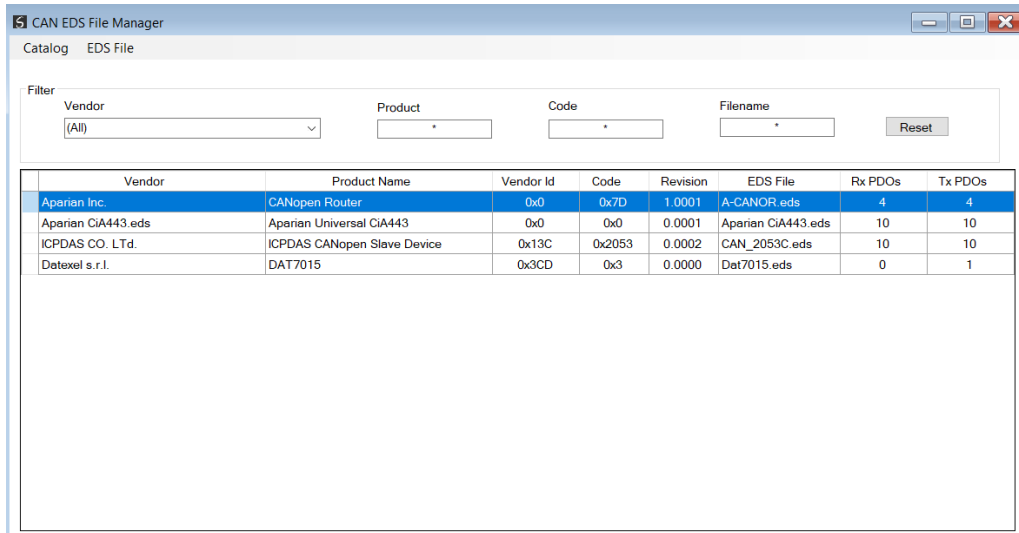 CAN EDS File Manager
Catalog EDS File
Filter
Vendor Product Code Filename
(All) * * * Reset
Vendor Product Name Vendor Id Code Revision EDS File Rx PDOs Tx PDOs
Aparian Inc. CANopen Router 0x0 0x7D 1.0001 A-CANOR.eds 4 4
Aparian CiA443.eds Aparian Universal CiA443 0x0 0x0 0.0001 Aparian CiA443.eds 10 10
ICPDAS CO. LTd. ICPDAS CANopen Slave Device 0x13C 0x2053 0.0002 CAN_2053C.eds 10 10
Datexel s.r.l. DAT7015 0x3CD 0x3 0.0000 Dat7015.eds 0 1